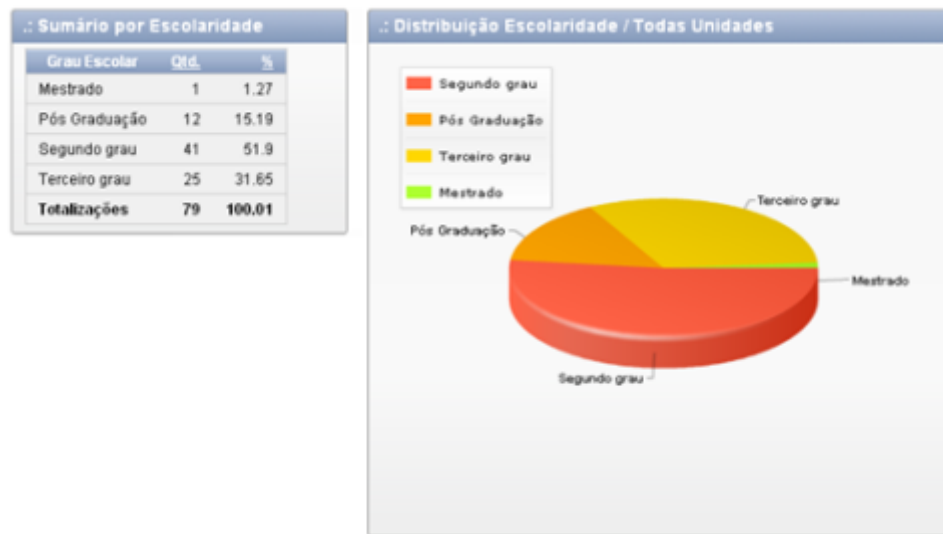 .: Sumário por Escolaridade
Grau Escolar Qtd. %
Mestrado 1 1.27
Pós Graduação 12 15.19
Segundo grau 41 51.9
Terceiro grau 25 31.65
Totalizações 79 100.01
.: Distribuição Escolaridade / Todas Unidades
Segundo grau
Pós Graduação
Terceiro grau
Mestrado
Terceiro grau
Pós Graduação
Mestrado
Segundo grau